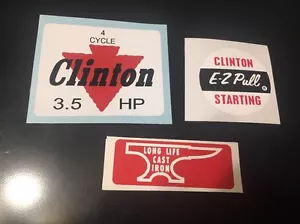 4
CYCLE
Clinton
3.5 HP
CLINTON
E-Z Pull
STARTING
LONG LIFE
CAST
IRON